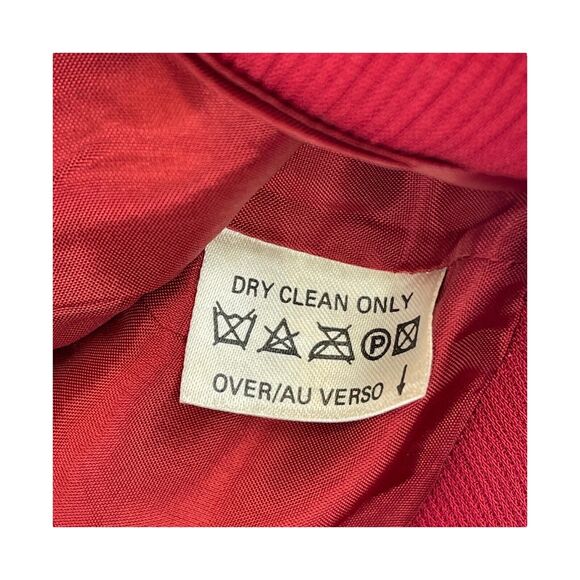 DRY CLEAN ONLY
P
OVER/AU VERSO ↓